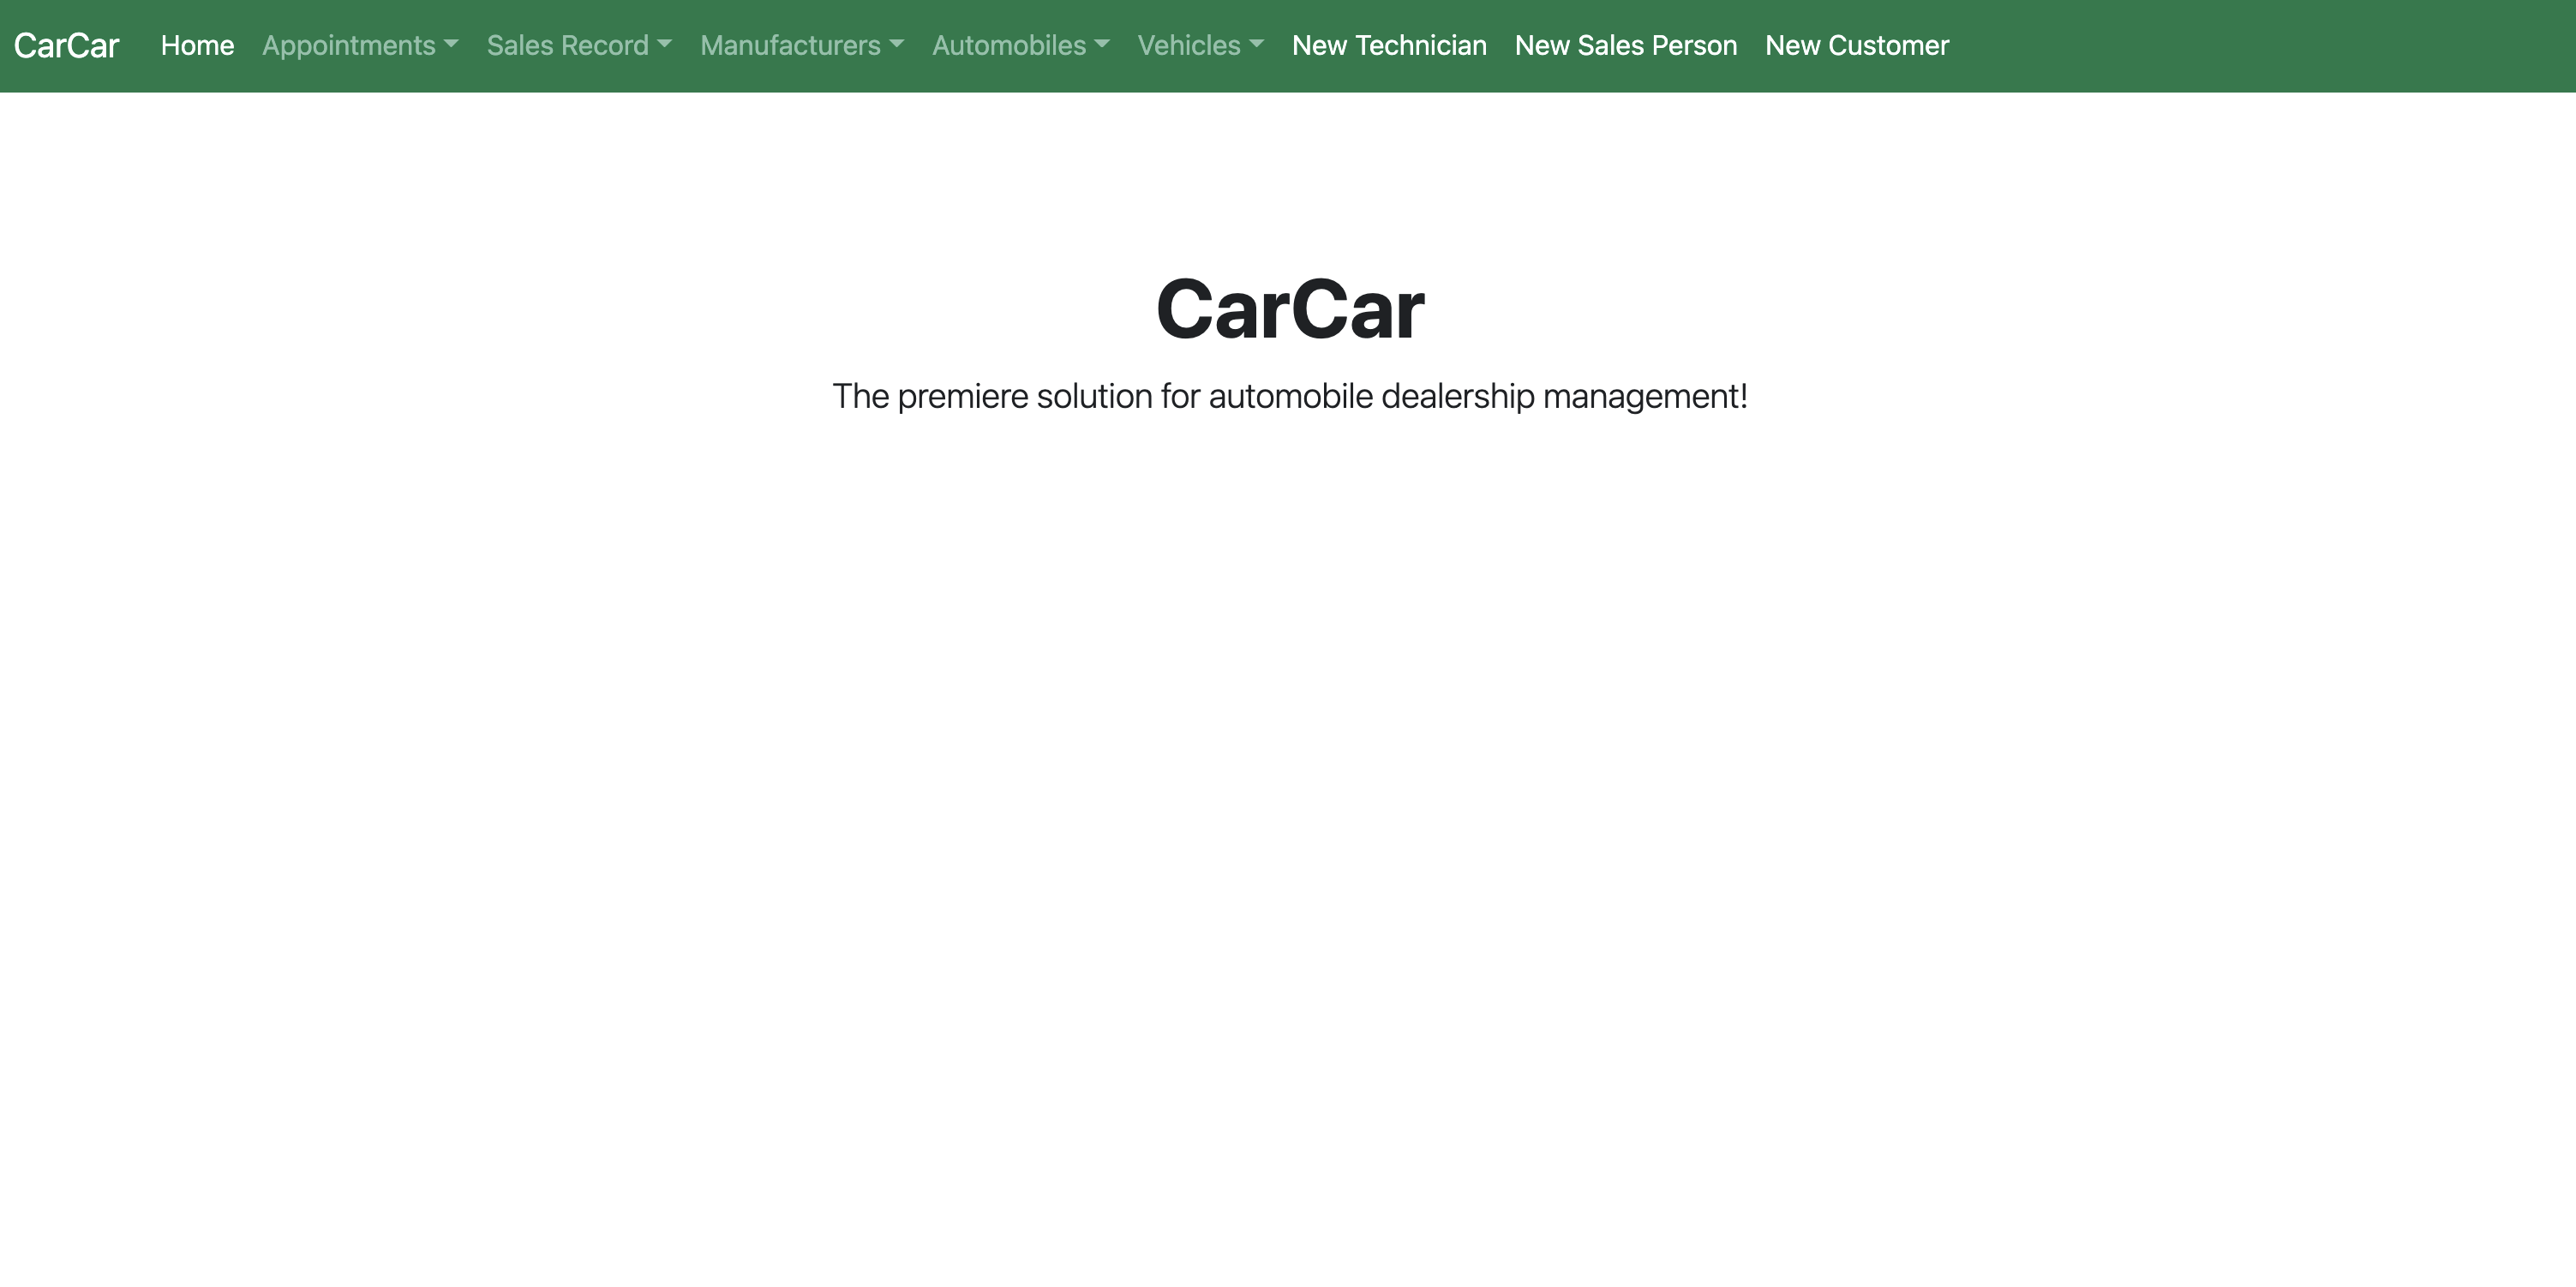 CarCar Home Appointments Sales Record Manufacturers Automobiles Vehicles New Technician New Sales Person New Customer
CarCar
The premiere solution for automobile dealership management!